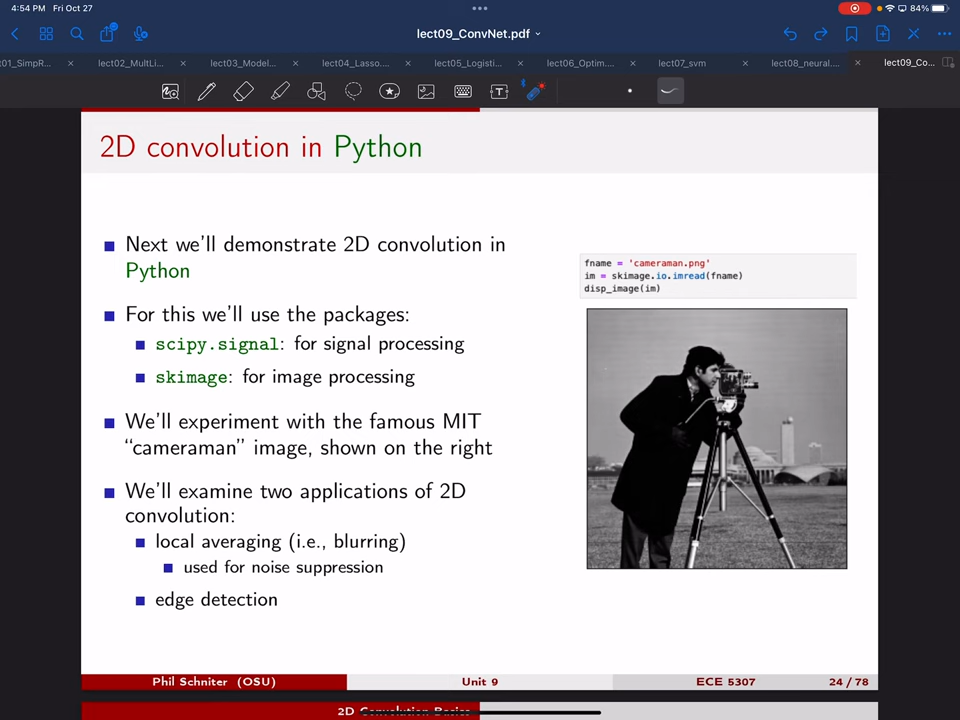 4:54 PM Fri Oct 27
84%
lect09_ConvNet.pdf
t01_SimpR...
lect02_MultLi...
lect03_Model...
lect04_Lasso....
lect05_Logisti...
lect06_Optim....
lect07_svm
lect08_neural....
lect09_Co...
2D convolution in Python
Next we'll demonstrate 2D convolution in
Python
For this we'll use the packages:
scipy.signal: for signal processing
skimage: for image processing
We'll experiment with the famous MIT
“cameraman” image, shown on the right
We'll examine two applications of 2D
convolution:
local averaging (i.e., blurring)
used for noise suppression
edge detection
fname = 'cameraman.png'
im = skimage.io.imread(fname)
disp_image(im)
Phil Schniter (OSU)
Unit 9
ECE 5307
24 / 78
2D Convolution Basics